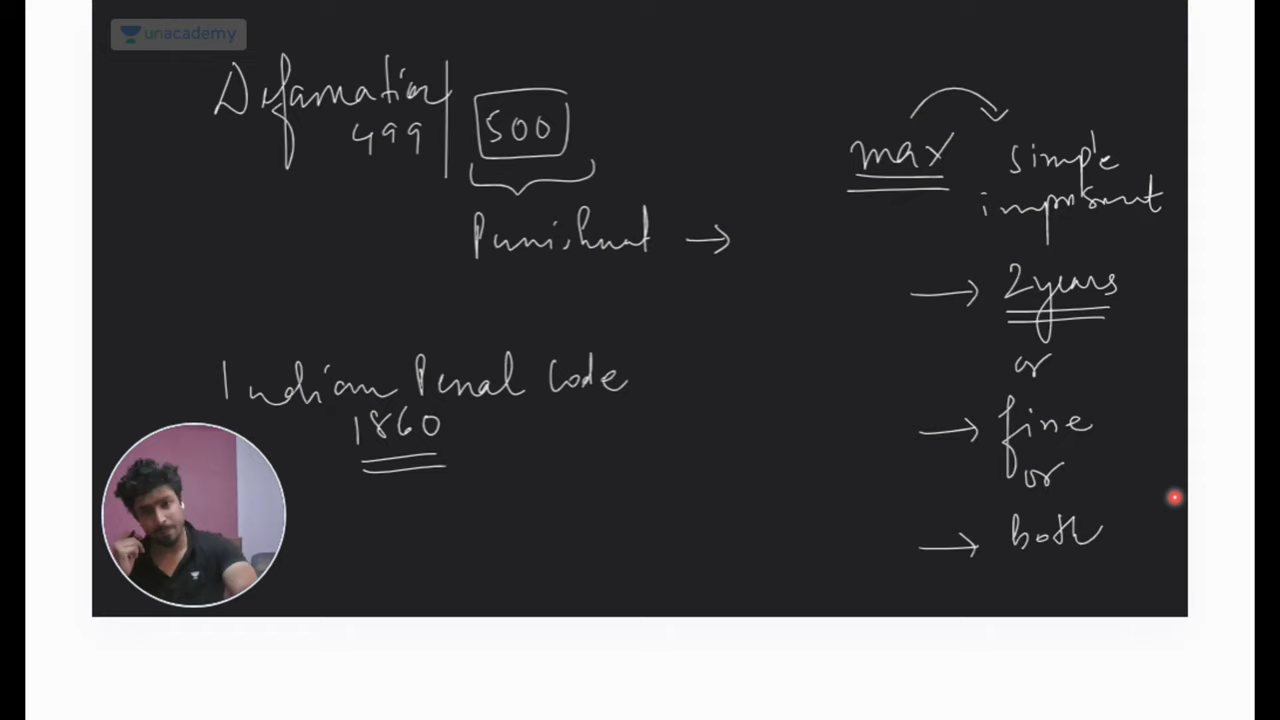 unacademy
Defamation
499
500
Punishment →
Indian Penal Code
1860
max
simple
imprisonment
→ 2 years
or
→ fine
or
→ both